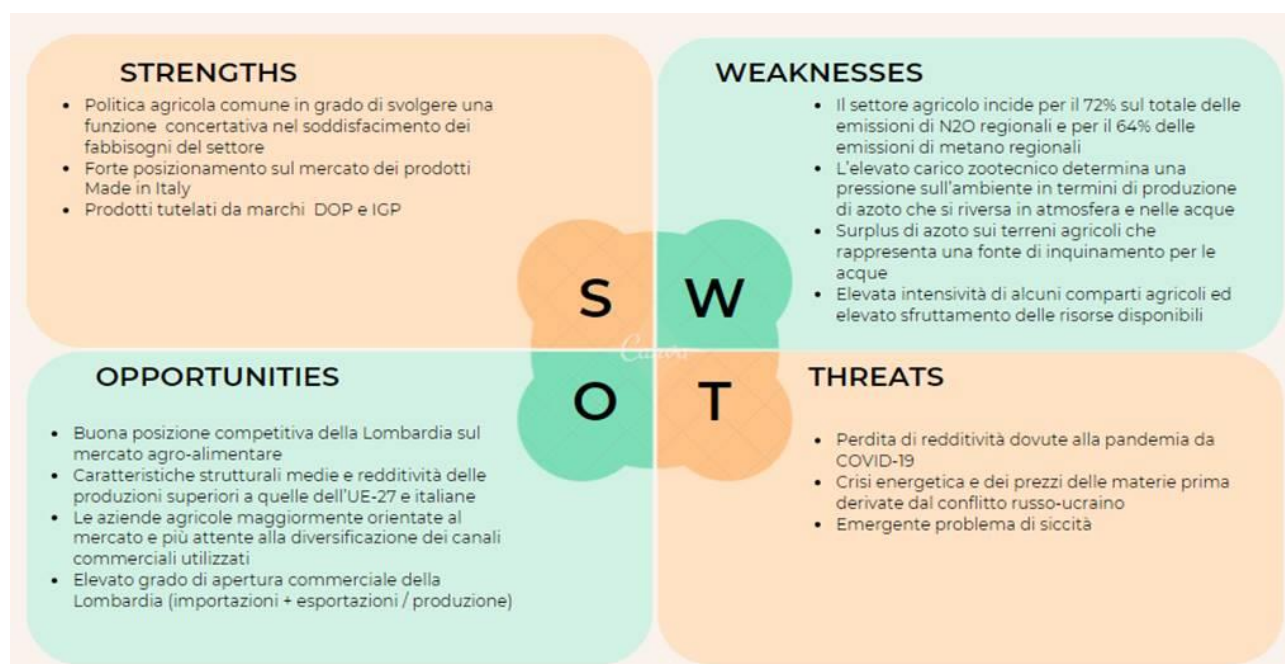 STRENGTHS
• Politica agricola comune in grado di svolgere una
funzione concertativa nel soddisfacimento dei
fabbisogni del settore
• Forte posizionamento sul mercato dei prodotti
Made in Italy
• Prodotti tutelati da marchi DOP e IGP
WEAKNESSES
• Il settore agricolo incide per il 72% sul totale delle
emissioni di N2O regionali e per il 64% delle
emissioni di metano regionali
• L'elevato carico zootecnico determina una
pressione sull'ambiente in termini di produzione
di azoto che si riversa in atmosfera e nelle acque
• Surplus di azoto sui terreni agricoli che
rappresenta una fonte di inquinamento per le
acque
• Elevata intensività di alcuni comparti agricoli ed
elevato sfruttamento delle risorse disponibili
S W
Canva
O T
OPPORTUNITIES
• Buona posizione competitiva della Lombardia sul
mercato agro-alimentare
• Caratteristiche strutturali medie e redditività delle
produzioni superiori a quelle dell'UE-27 e italiane
• Le aziende agricole maggiormente orientate al
mercato e più attente alla diversificazione dei canali
commerciali utilizzati
• Elevato grado di apertura commerciale della
Lombardia (importazioni + esportazioni / produzione)
THREATS
• Perdita di redditività dovute alla pandemia da
COVID-19
• Crisi energetica e dei prezzi delle materie prima
derivate dal conflitto russo-ucraino
• Emergente problema di siccità